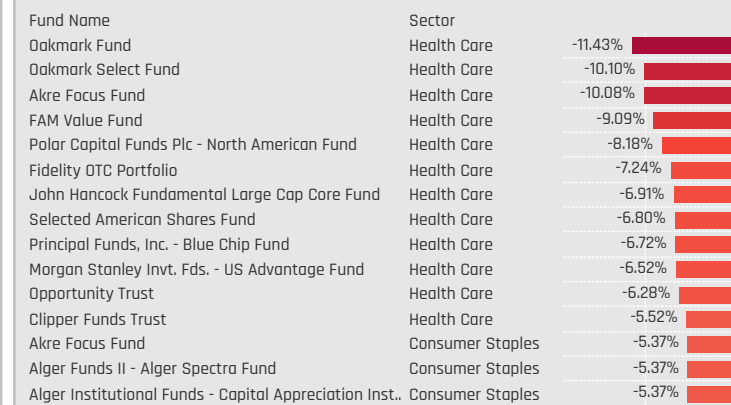 Fund Name Sector
Oakmark Fund Health Care -11.43%
Oakmark Select Fund Health Care -10.10%
Akre Focus Fund Health Care -10.08%
FAM Value Fund Health Care -9.09%
Polar Capital Funds Plc - North American Fund Health Care -8.18%
Fidelity OTC Portfolio Health Care -7.24%
John Hancock Fundamental Large Cap Core Fund Health Care -6.91%
Selected American Shares Fund Health Care -6.80%
Principal Funds, Inc. - Blue Chip Fund Health Care -6.72%
Morgan Stanley Invt. Fds. - US Advantage Fund Health Care -6.52%
Opportunity Trust Health Care -6.28%
Clipper Funds Trust Health Care -5.52%
Akre Focus Fund Consumer Staples -5.37%
Alger Funds II - Alger Spectra Fund Consumer Staples -5.37%
Alger Institutional Funds - Capital Appreciation Inst.. Consumer Staples -5.37%